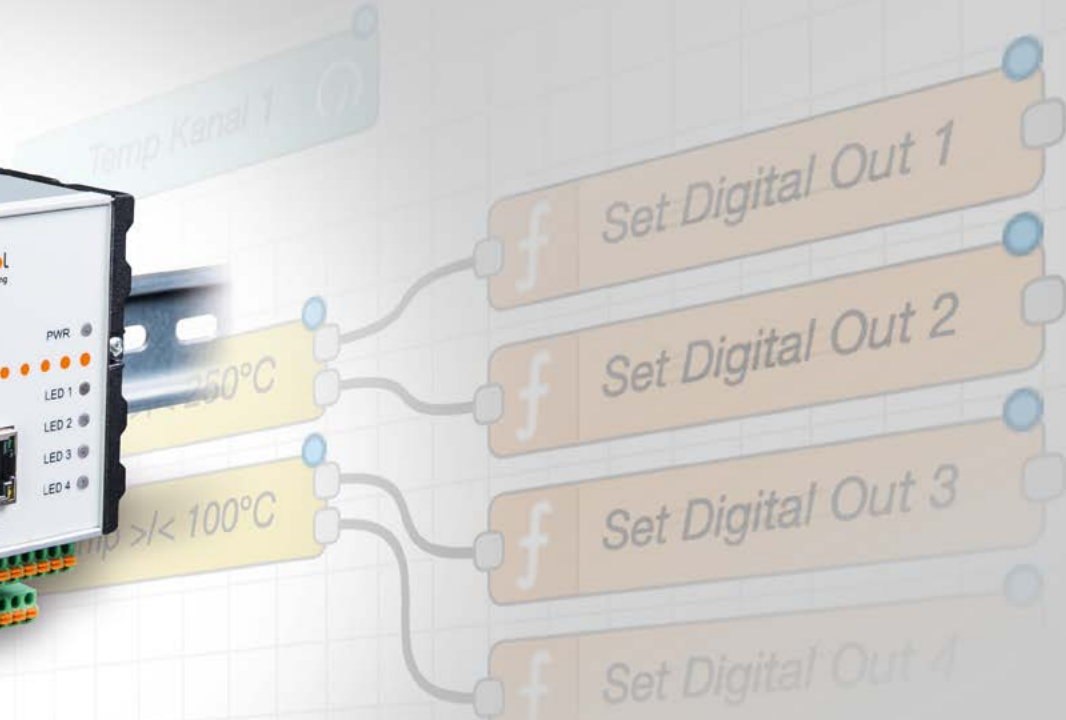 Temp Kanal 1
PWR
LED 1
LED 2
LED 3
LED 4
250°C
>/< 100°C
Set Digital Out 1
Set Digital Out 2
Set Digital Out 3
Set Digital Out 4